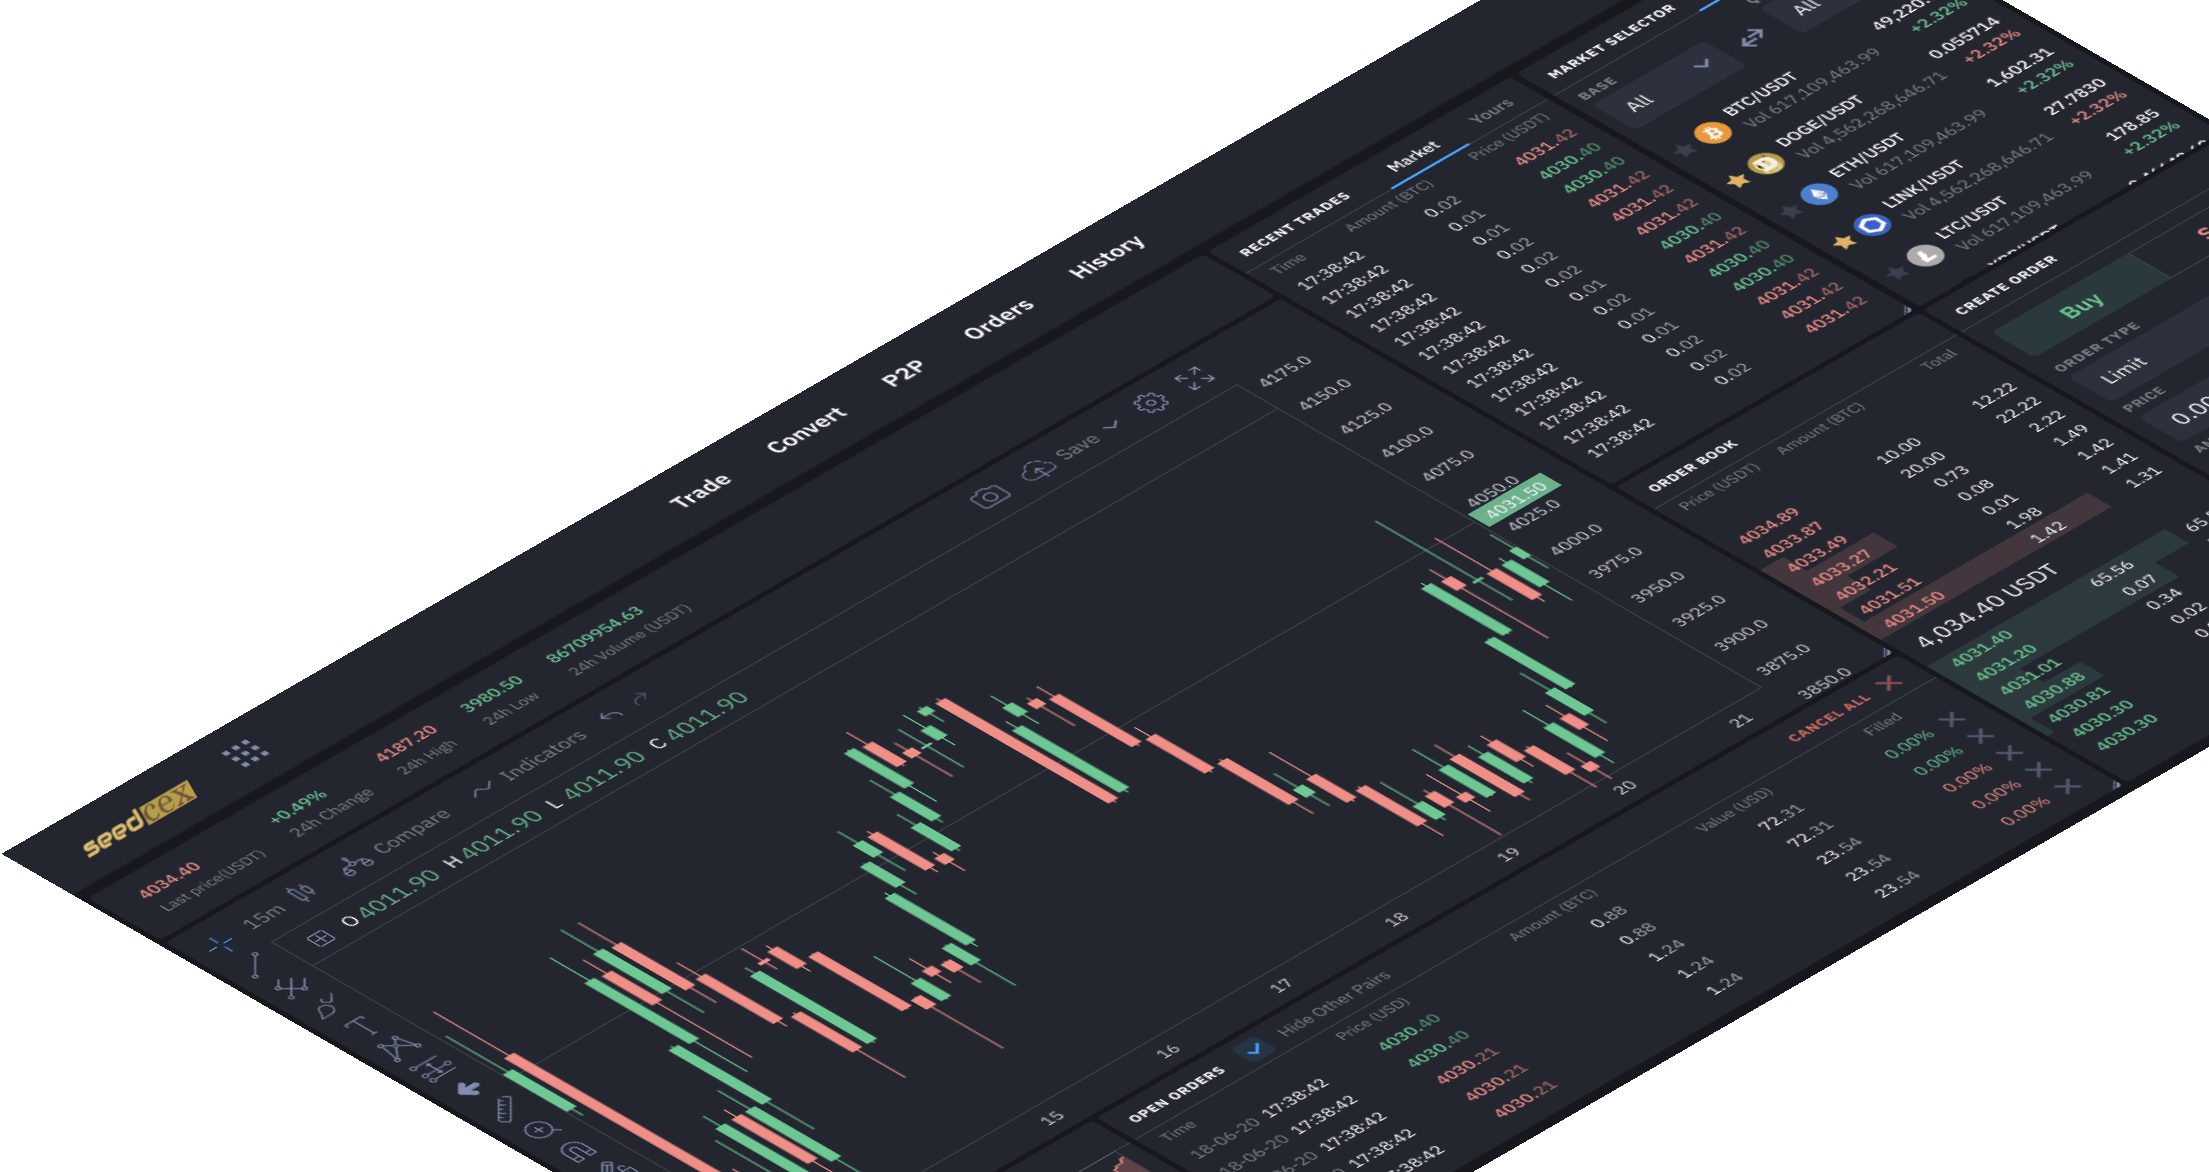 seedcex
Trade
Convert
P2P
Orders
History
4034.40
Last price(USDT)
+0.49%
24h Change
4187.20
24h High
3980.50
24h Low
86709954.63
24h Volume (USDT)
15m
Compare
Indicators
Save
O 4011.90 H 4011.90 L 4011.90 C 4011.90
4175.0
4150.0
4125.0
4100.0
4075.0
4050.0
4031.50
4025.0
4000.0
3975.0
3950.0
3925.0
3900.0
3875.0
3850.0
15
16
17
18
19
20
21
RECENT TRADES
Market
Yours
Time Amount (BTC) Price (USDT)
17:38:42 0.02 4031.42
17:38:42 0.01 4030.40
17:38:42 0.01 4030.40
17:38:42 0.02 4031.42
17:38:42 0.02 4031.42
17:38:42 0.02 4031.42
17:38:42 0.01 4030.40
17:38:42 0.02 4031.42
17:38:42 0.01 4030.40
17:38:42 0.01 4030.40
17:38:42 0.02 4031.42
17:38:42 0.02 4031.42
17:38:42 0.02 4031.42
MARKET SELECTOR
BASE
All
All
BTC/USDT
Vol 617,109,463.99
49,220.
+2.32%
DOGE/USDT
Vol 4,562,268,646.71
0.055714
+2.32%
ETH/USDT
Vol 617,109,463.99
1,602.31
+2.32%
LINK/USDT
Vol 4,562,268,646.71
27.7830
+2.32%
LTC/USDT
Vol 617,109,463.99
178.85
+2.32%
ORDER BOOK
Price (USDT) Amount (BTC) Total
4034.89 10.00 12.22
4033.87 20.00 22.22
4033.49 0.73 2.22
4033.27 0.08 1.49
4032.21 0.01 1.42
4031.51 1.98 1.41
4031.50 1.42 1.31
4,034.40 USDT
4031.40 65.56
4031.20 0.07
4031.01 0.34
4030.88 0.02
4030.81
4030.30
4030.30
CREATE ORDER
Buy
ORDER TYPE
Limit
PRICE
OPEN ORDERS
Hide Other Pairs
CANCEL ALL
Time Price (USD) Amount (BTC) Value (USD) Filled
18-06-20 17:38:42 4030.40 0.88 72.31 0.00%
18-06-20 17:38:42 4030.40 0.88 72.31 0.00%
17:38:42 4030.21 1.24 23.54 0.00%
17:38:42 4030.21 1.24 23.54 0.00%
4030.21 1.24 23.54 0.00%